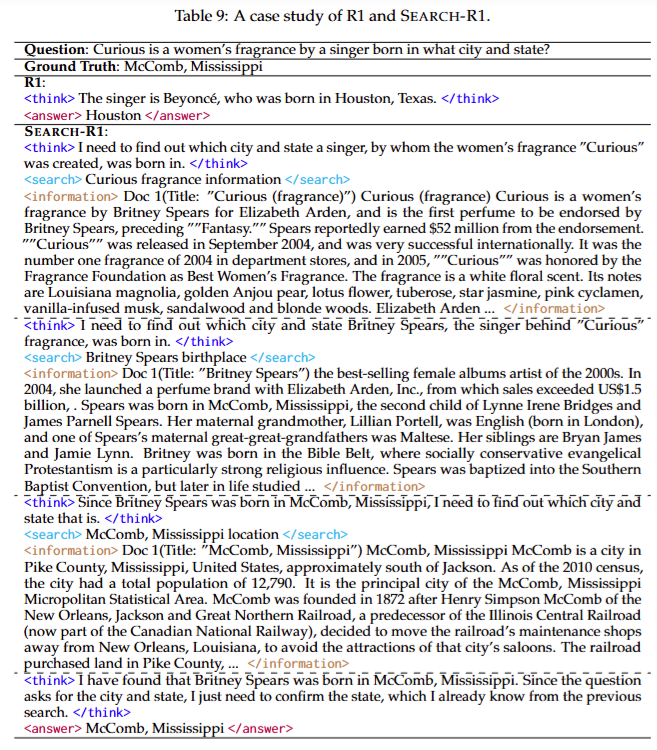 Table 9: A case study of R1 and SEARCH-R1.
Question: Curious is a women's fragrance by a singer born in what city and state?
Ground Truth: McComb, Mississippi
R1:
<think> The singer is Beyoncé, who was born in Houston, Texas. </think>
<answer> Houston </answer>
SEARCH-R1:
<think> I need to find out which city and state a singer, by whom the women's fragrance "Curious"
was created, was born in. </think>
<search> Curious fragrance information </search>
<information> Doc 1(Title: "Curious (fragrance)") Curious (fragrance) Curious is a women's
fragrance by Britney Spears for Elizabeth Arden, and is the first perfume to be endorsed by
Britney Spears, preceding ""Fantasy."" Spears reportedly earned $52 million from the endorsement.
""Curious"" was released in September 2004, and was very successful internationally. It was the
number one fragrance of 2004 in department stores, and in 2005, ""Curious"" was honored by the
Fragrance Foundation as Best Women's Fragrance. The fragrance is a white floral scent. Its notes
are Louisiana magnolia, golden Anjou pear, lotus flower, tuberose, star jasmine, pink cyclamen,
vanilla-infused musk, sandalwood and blonde woods. Elizabeth Arden ... </information>
<think> I need to find out which city and state Britney Spears, the singer behind "Curious"
fragrance, was born in. </think>
<search> Britney Spears birthplace </search>
<information> Doc 1(Title: "Britney Spears") the best-selling female albums artist of the 2000s. In
2004, she launched a perfume brand with Elizabeth Arden, Inc., from which sales exceeded US$1.5
billion, . Spears was born in McComb, Mississippi, the second child of Lynne Irene Bridges and
James Parnell Spears. Her maternal grandmother, Lillian Portell, was English (born in London),
and one of Spears's maternal great-great-grandfathers was Maltese. Her siblings are Bryan James
and Jamie Lynn. Britney was born in the Bible Belt, where socially conservative evangelical
Protestantism is a particularly strong religious influence. Spears was baptized into the Southern
Baptist Convention, but later in life studied ... </information>
<think> Since Britney Spears was born in McComb, Mississippi, I need to find out which city and
state that is. </think>
<search> McComb, Mississippi location </search>
<information> Doc 1(Title: "McComb, Mississippi") McComb, Mississippi McComb is a city in
Pike County, Mississippi, United States, approximately south of Jackson. As of the 2010 census,
the city had a total population of 12,790. It is the principal city of the McComb, Mississippi
Micropolitan Statistical Area. McComb was founded in 1872 after Henry Simpson McComb of the
New Orleans, Jackson and Great Northern Railroad, a predecessor of the Illinois Central Railroad
(now part of the Canadian National Railway), decided to move the railroad's maintenance shops
away from New Orleans, Louisiana, to avoid the attractions of that city's saloons. The railroad
purchased land in Pike County, ... </information>
<think> I have found that Britney Spears was born in McComb, Mississippi. Since the question
asks for the city and state, I just need to confirm the state, which I already know from the previous
search. </think>
<answer> McComb, Mississippi </answer>